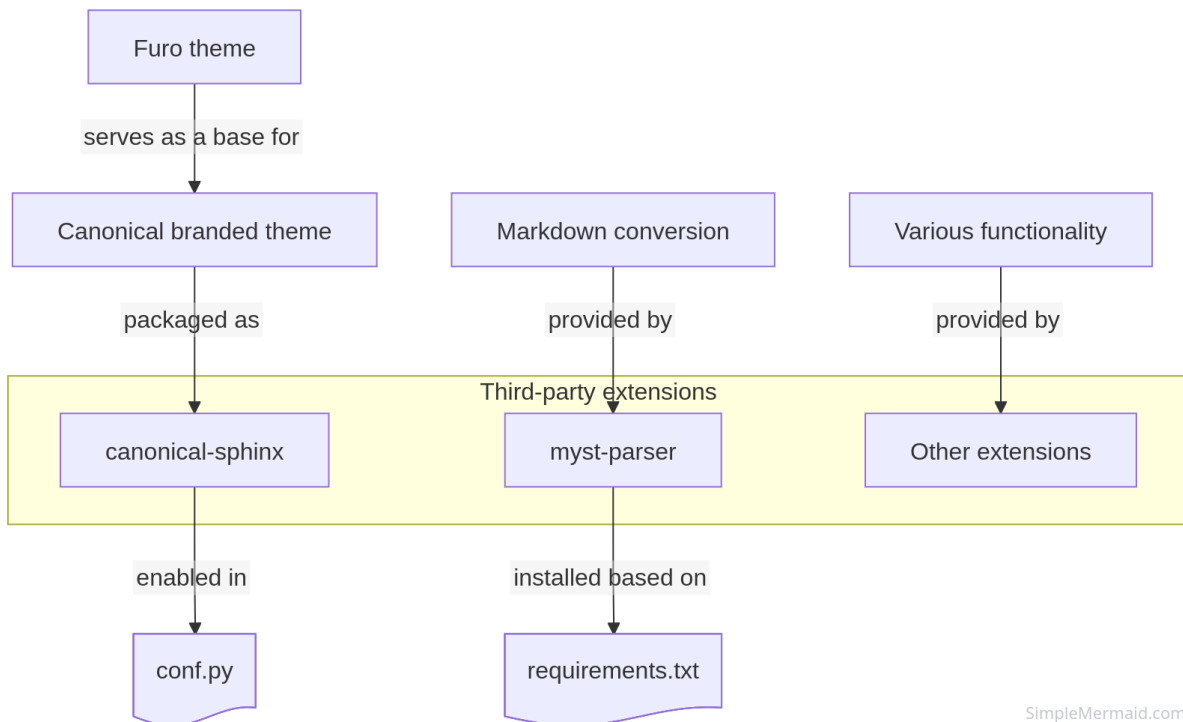 Furo theme
serves as a base for
Canonical branded theme
Markdown conversion
Various functionality
packaged as
provided by
provided by
Third-party extensions
canonical-sphinx
myst-parser
Other extensions
enabled in
installed based on
conf.py
requirements.txt
SimpleMermaid.com